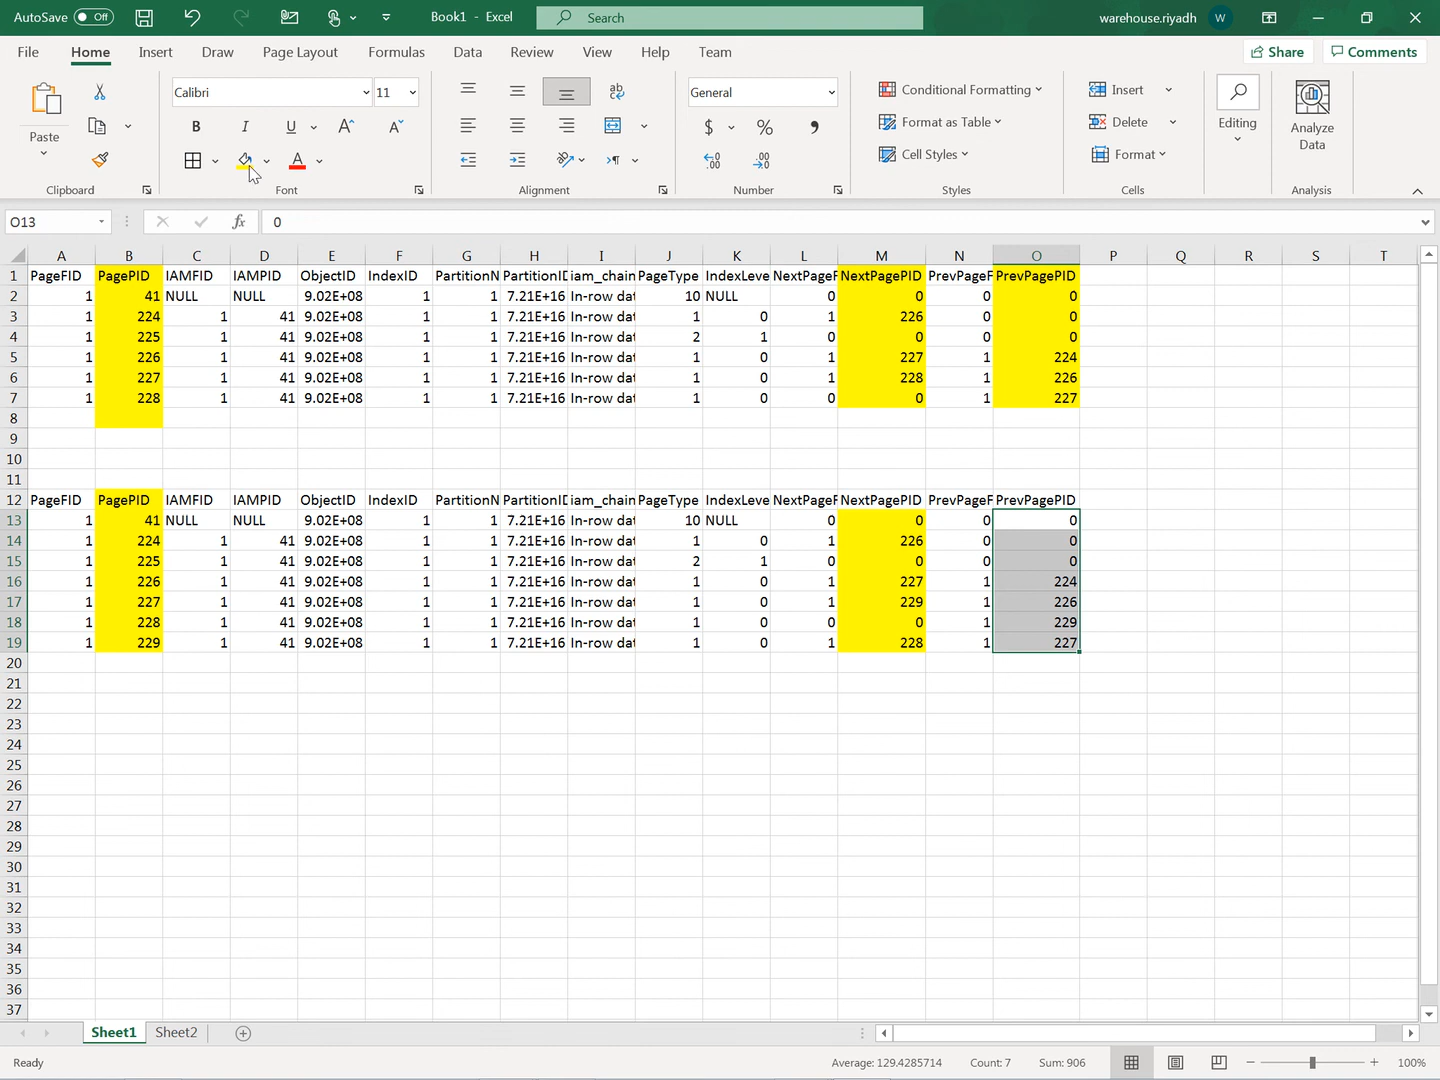 AutoSave Off Book1 - Excel Search warehouse.riyadh W
File Home Insert Draw Page Layout Formulas Data Review View Help Team Share Comments
Paste Calibri 11 B I U A A ab c General $ % , Conditional Formatting Format as Table Cell Styles Insert Delete Format Editing Analyze Data
Clipboard Font Alignment Number Styles Cells Analysis
O13 fx 0
A B C D E F G H I J K L M N O P Q R S T
1 PageFID PagePID IAMFID IAMPID ObjectID IndexID PartitionN PartitionID iam_chain PageType IndexLeve NextPageF NextPagePID PrevPageF PrevPagePID
2 1 41 NULL NULL 9.02E+08 1 1 7.21E+16 In-row dat 10 NULL 0 0 0 0
3 1 224 1 41 9.02E+08 1 1 7.21E+16 In-row dat 1 0 1 226 0 0
4 1 225 1 41 9.02E+08 1 1 7.21E+16 In-row dat 2 1 0 0 0 0
5 1 226 1 41 9.02E+08 1 1 7.21E+16 In-row dat 1 0 1 227 1 224
6 1 227 1 41 9.02E+08 1 1 7.21E+16 In-row dat 1 0 1 228 1 226
7 1 228 1 41 9.02E+08 1 1 7.21E+16 In-row dat 1 0 0 0 1 227
8
9
10
11
12 PageFID PagePID IAMFID IAMPID ObjectID IndexID PartitionN PartitionID iam_chain PageType IndexLeve NextPageF NextPagePID PrevPageF PrevPagePID
13 1 41 NULL NULL 9.02E+08 1 1 7.21E+16 In-row dat 10 NULL 0 0 0 0
14 1 224 1 41 9.02E+08 1 1 7.21E+16 In-row dat 1 0 1 226 0 0
15 1 225 1 41 9.02E+08 1 1 7.21E+16 In-row dat 2 1 0 0 0 0
16 1 226 1 41 9.02E+08 1 1 7.21E+16 In-row dat 1 0 1 227 1 224
17 1 227 1 41 9.02E+08 1 1 7.21E+16 In-row dat 1 0 1 229 1 226
18 1 228 1 41 9.02E+08 1 1 7.21E+16 In-row dat 1 0 0 0 1 229
19 1 229 1 41 9.02E+08 1 1 7.21E+16 In-row dat 1 0 1 228 1 227
20
21
22
23
24
25
26
27
28
29
30
31
32
33
34
35
36
37
Sheet1 Sheet2
Ready Average: 129.4285714 Count: 7 Sum: 906 100%